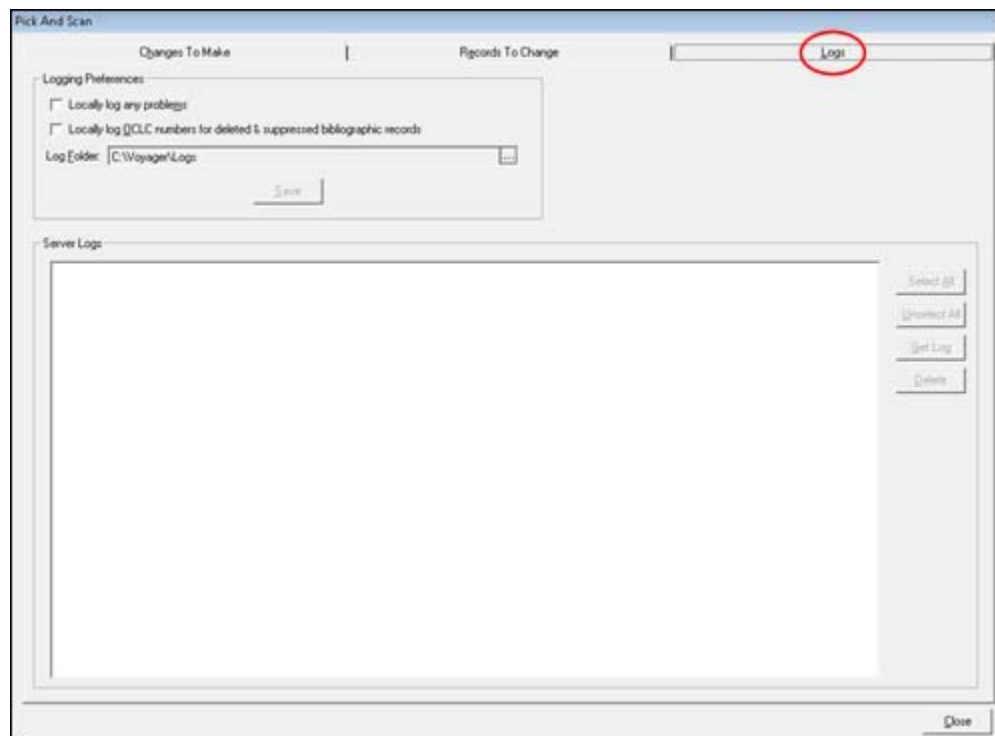 Pick And Scan
Changes To Make
Records To Change
Logs
Logging Preferences
Locally log any problems
Locally log OCLC numbers for deleted & suppressed bibliographic records
Log Folder: C:\Voyager\Logs ...
Save
Server Logs
Select All
Unselect All
Get Log
Delete
Close